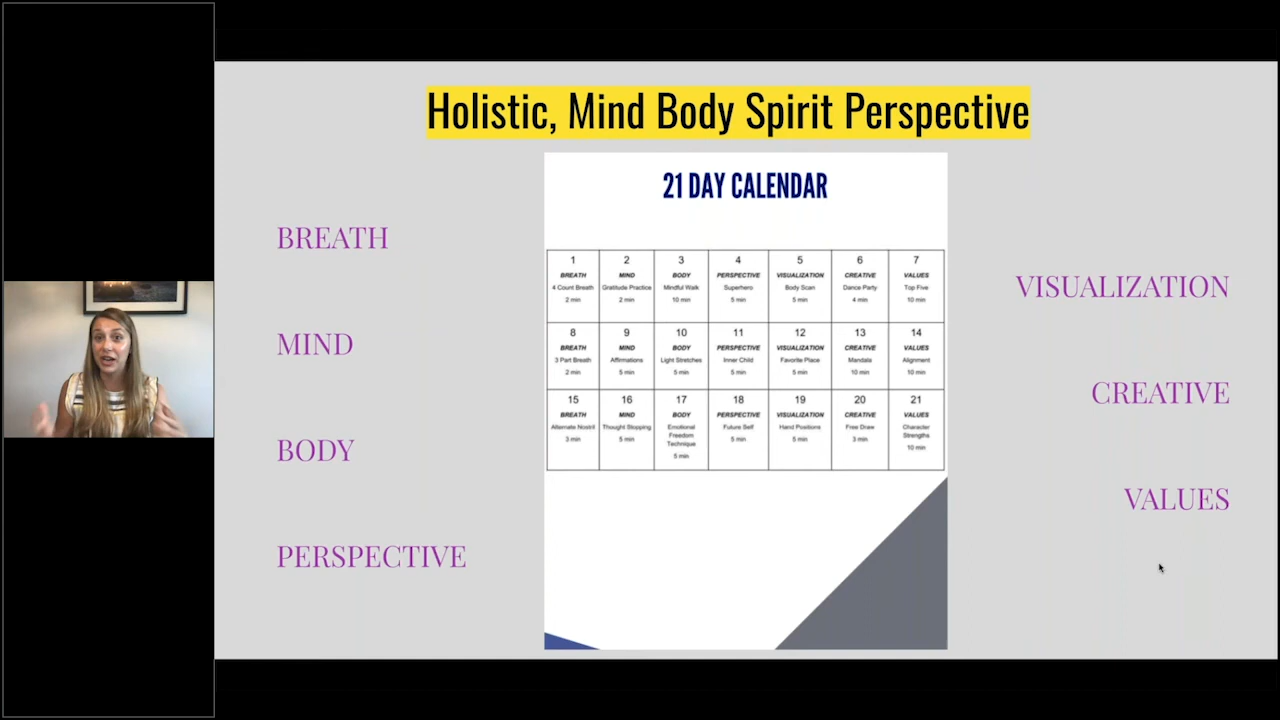 Holistic, Mind Body Spirit Perspective
BREATH
MIND
BODY
PERSPECTIVE
21 DAY CALENDAR
1
BREATH
4 Count Breath
2 min
2
MIND
Gratitude Practice
2 min
3
BODY
Mindful Walk
10 min
4
PERSPECTIVE
Superhero
5 min
5
VISUALIZATION
Body Scan
5 min
6
CREATIVE
Dance Party
4 min
7
VALUES
Top Five
10 min
8
BREATH
3 Part Breath
2 min
9
MIND
Affirmations
5 min
10
BODY
Light Stretches
5 min
11
PERSPECTIVE
Inner Child
5 min
12
VISUALIZATION
Favorite Place
5 min
13
CREATIVE
Mandala
10 min
14
VALUES
Alignment
10 min
15
BREATH
Alternate Nostril
3 min
16
MIND
Thought Stopping
5 min
17
BODY
Emotional
Freedom
Technique
5 min
18
PERSPECTIVE
Future Self
5 min
19
VISUALIZATION
Hand Positions
5 min
20
CREATIVE
Free Draw
3 min
21
VALUES
Character
Strengths
10 min
VISUALIZATION
CREATIVE
VALUES